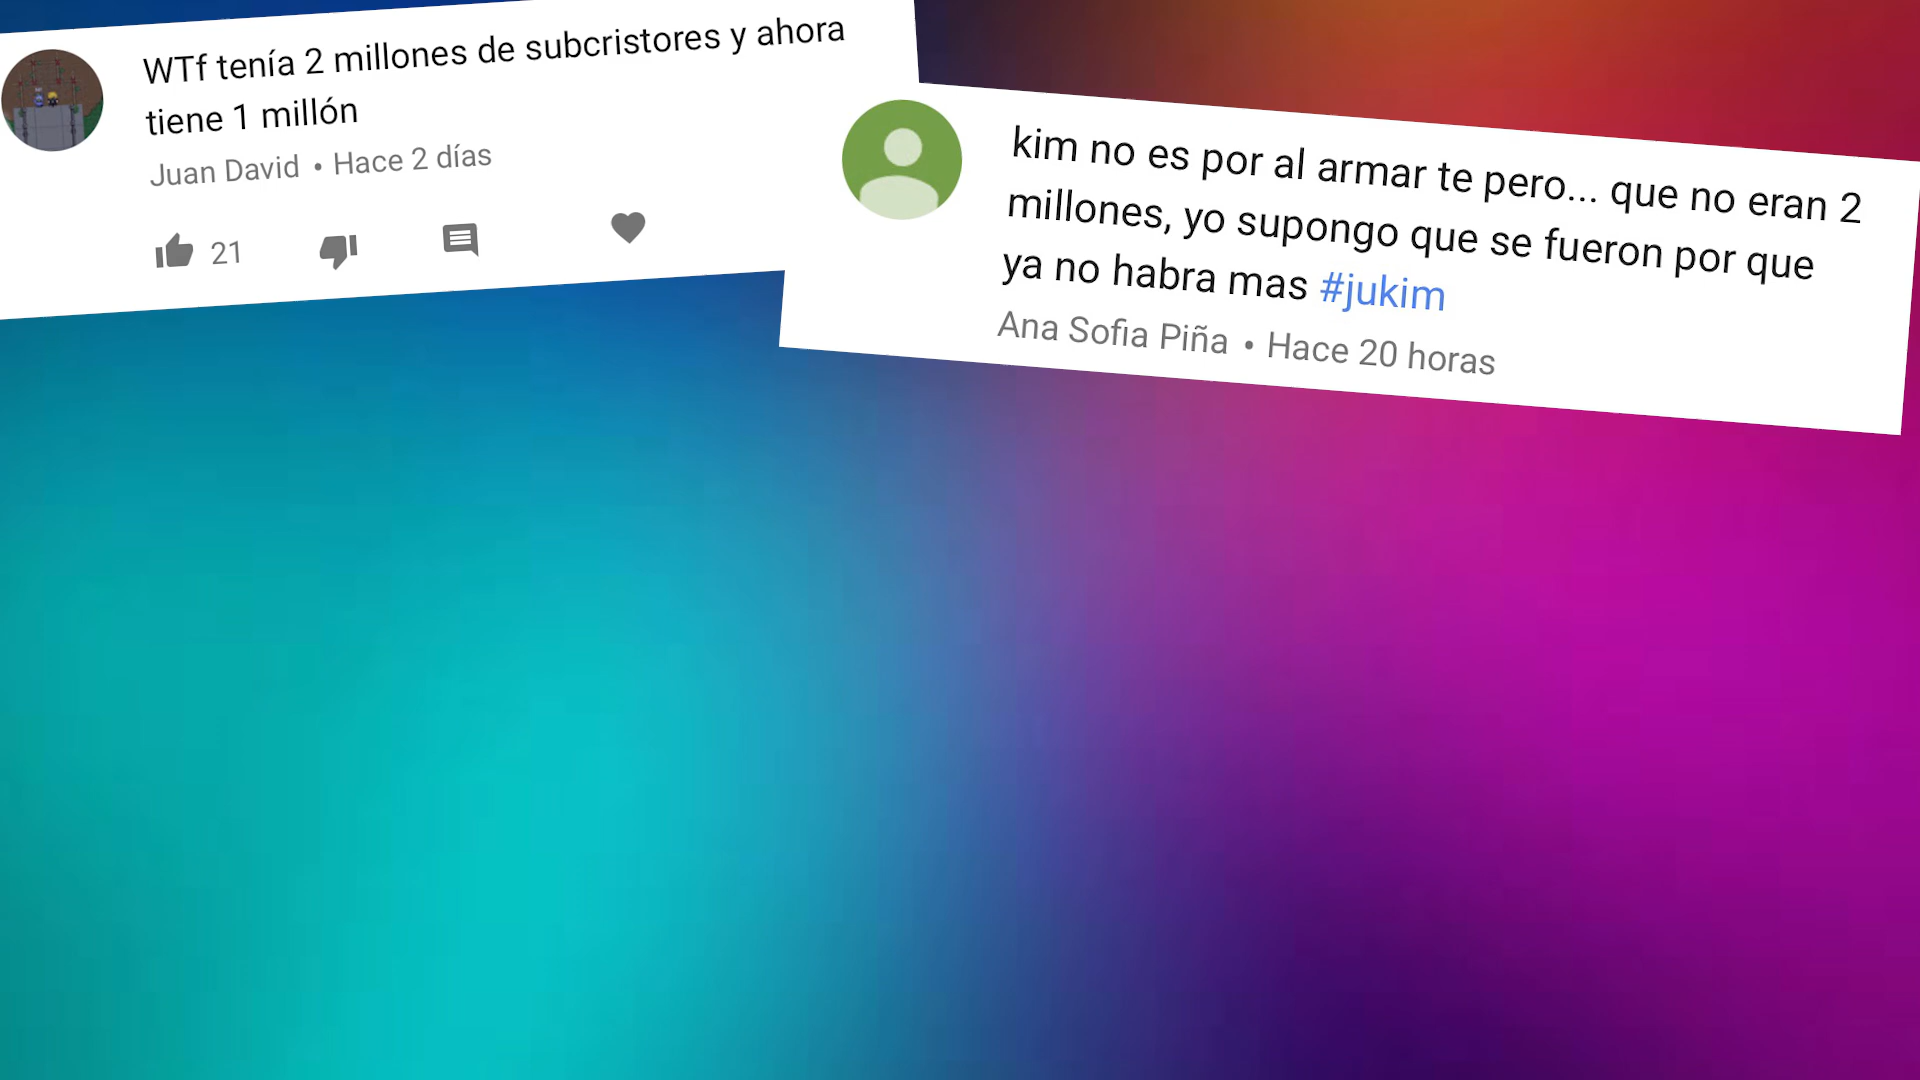 WTf tenía 2 millones de subcristores y ahora
tiene 1 millón
Juan David • Hace 2 días
21
kim no es por al armar te pero... que no eran 2
millones, yo supongo que se fueron por que
ya no habra mas #jukim
Ana Sofia Piña • Hace 20 horas